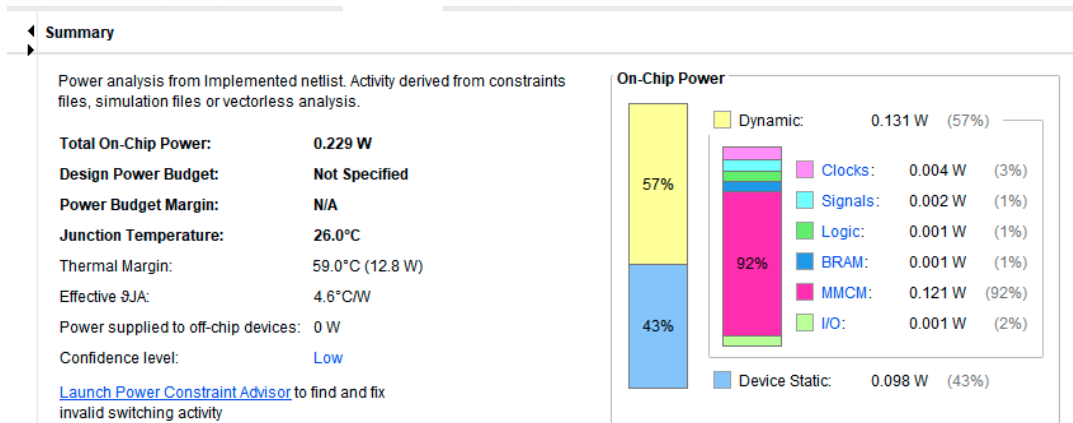 Summary
Power analysis from Implemented netlist. Activity derived from constraints
files, simulation files or vectorless analysis.
Total On-Chip Power: 0.229 W
Design Power Budget: Not Specified
Power Budget Margin: N/A
Junction Temperature: 26.0°C
Thermal Margin: 59.0°C (12.8 W)
Effective ϑJA: 4.6°C/W
Power supplied to off-chip devices: 0 W
Confidence level: Low
Launch Power Constraint Advisor to find and fix
invalid switching activity
On-Chip Power
57%
43%
Dynamic: 0.131 W (57%)
92%
Clocks: 0.004 W (3%)
Signals: 0.002 W (1%)
Logic: 0.001 W (1%)
BRAM: 0.001 W (1%)
MMCM: 0.121 W (92%)
I/O: 0.001 W (2%)
Device Static: 0.098 W (43%)